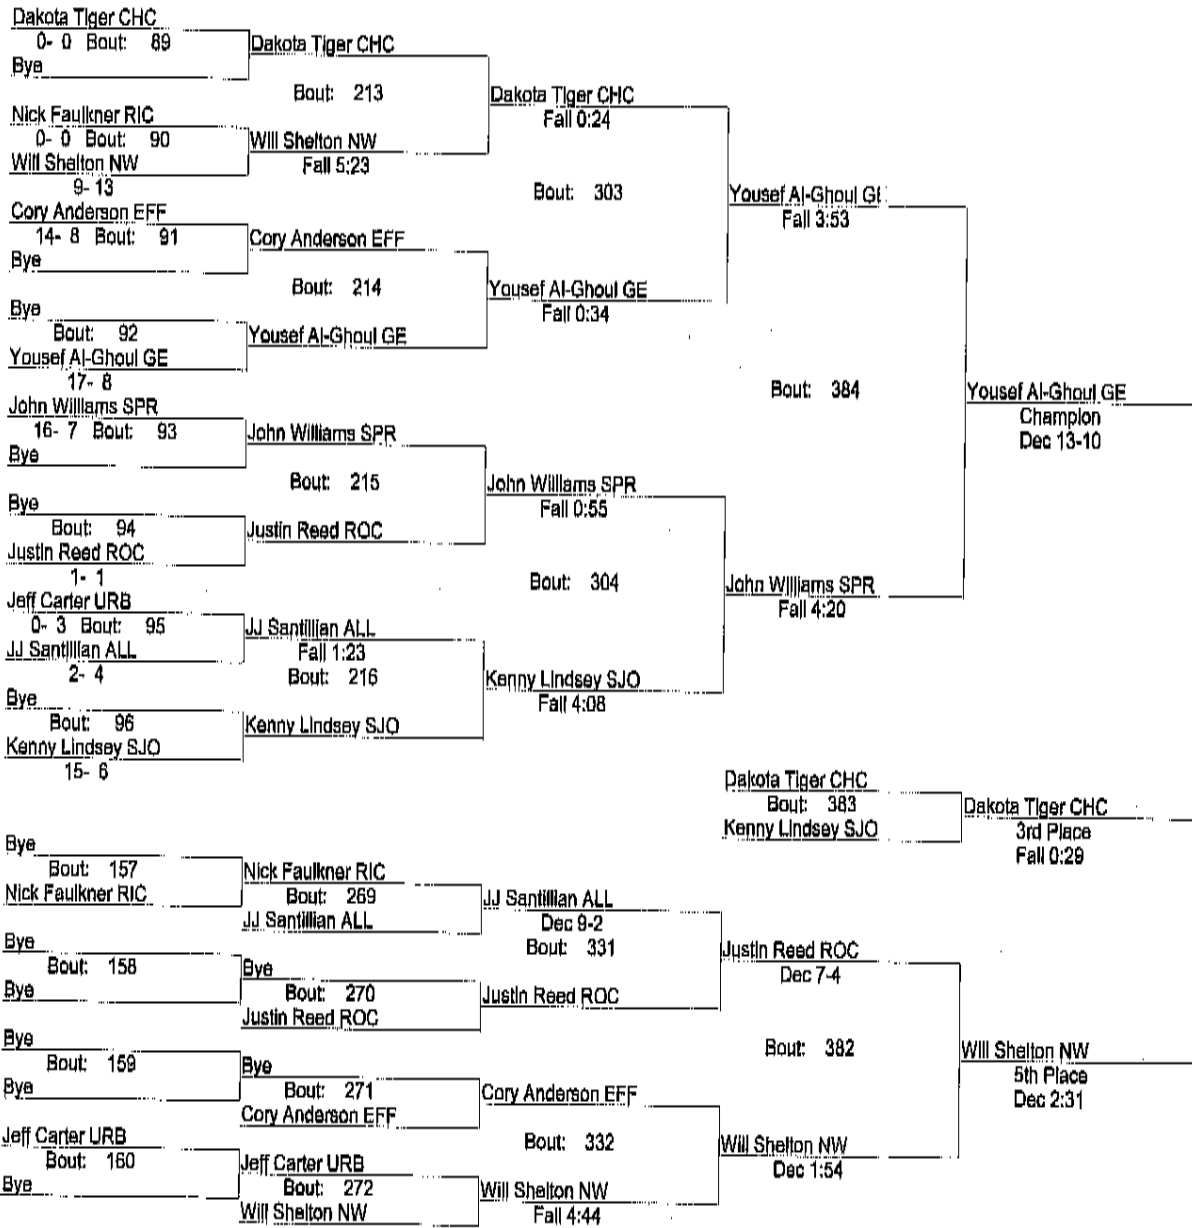 Dakota Tiger CHC
0- 0 Bout: 89
Bye
Nick Faulkner RIC
0- 0 Bout: 90
Will Shelton NW
9- 13
Cory Anderson EFF
14- 8 Bout: 91
Bye
Bye
Bout: 92
Yousef Al-Ghoul GE
17- 8
John Williams SPR
16- 7 Bout: 93
Bye
Bye
Bout: 94
Justin Reed ROC
1- 1
Jeff Carter URB
0- 3 Bout: 95
JJ Santillian ALL
2- 4
Bye
Bout: 96
Kenny Lindsey SJO
15- 6
Dakota Tiger CHC
Bout: 213
Will Shelton NW
Fall 5:23
Cory Anderson EFF
Bout: 214
Yousef Al-Ghoul GE
John Williams SPR
Bout: 215
Justin Reed ROC
JJ Santillian ALL
Fall 1:23
Bout: 216
Kenny Lindsey SJO
Dakota Tiger CHC
Fall 0:24
Bout: 303
Yousef Al-Ghoul GE
Fall 0:34
John Williams SPR
Fall 0:55
Bout: 304
Kenny Lindsey SJO
Fall 4:08
Yousef Al-Ghoul GE
Fall 3:53
Bout: 384
John Williams SPR
Fall 4:20
Yousef Al-Ghoul GE
Champion
Dec 13-10
Dakota Tiger CHC
Bout: 383
Kenny Lindsey SJO
Dakota Tiger CHC
3rd Place
Fall 0:29
Bye
Bout: 157
Nick Faulkner RIC
Bye
Bout: 158
Bye
Bye
Bout: 159
Bye
Jeff Carter URB
Bout: 160
Bye
Nick Faulkner RIC
Bout: 269
JJ Santillian ALL
Bye
Bout: 270
Justin Reed ROC
Bye
Bout: 271
Cory Anderson EFF
Jeff Carter URB
Bout: 272
Will Shelton NW
JJ Santillian ALL
Dec 9-2
Bout: 331
Justin Reed ROC
Cory Anderson EFF
Bout: 332
Will Shelton NW
Fall 4:44
Justin Reed ROC
Dec 7-4
Bout: 382
Will Shelton NW
Dec 1:54
Will Shelton NW
5th Place
Dec 2:31